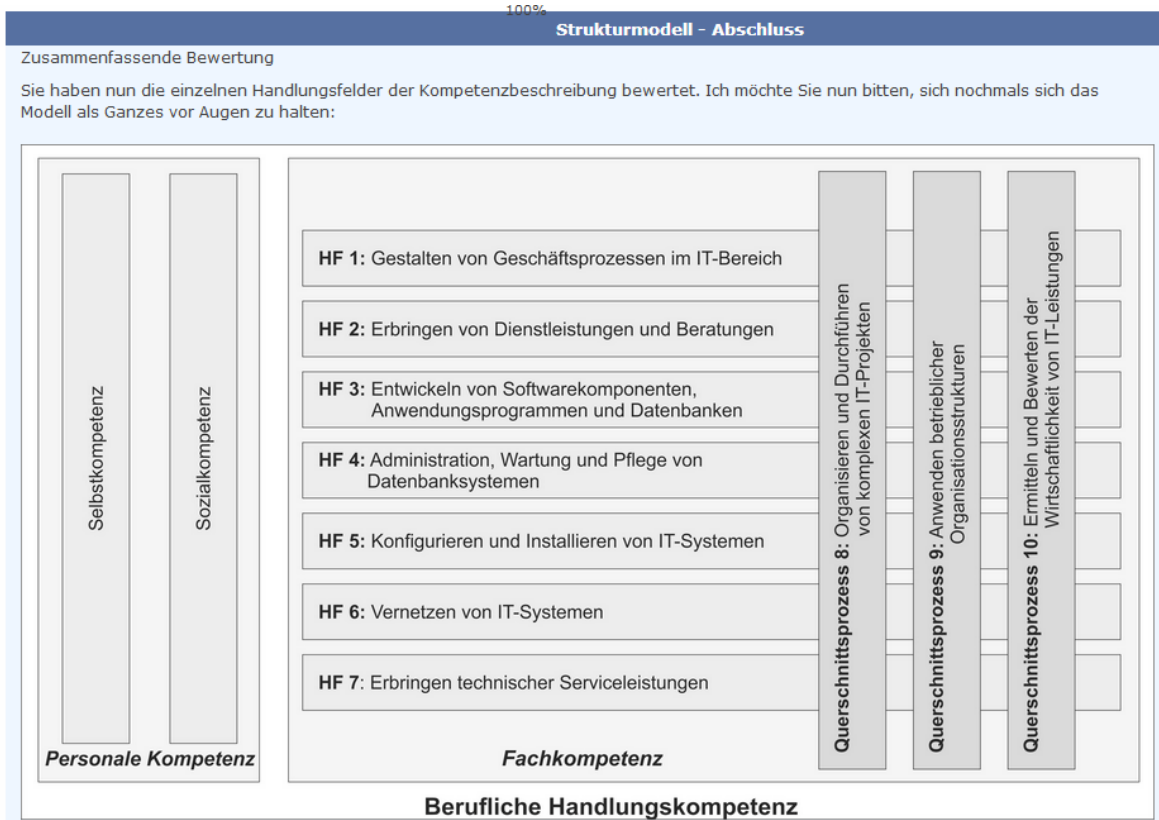 100%
Strukturmodell - Abschluss
Zusammenfassende Bewertung
Sie haben nun die einzelnen Handlungsfelder der Kompetenzbeschreibung bewertet. Ich möchte Sie nun bitten, sich nochmals sich das
Modell als Ganzes vor Augen zu halten:
Selbstkompetenz
Sozialkompetenz
Personale Kompetenz
HF 1: Gestalten von Geschäftsprozessen im IT-Bereich
HF 2: Erbringen von Dienstleistungen und Beratungen
HF 3: Entwickeln von Softwarekomponenten,
Anwendungsprogrammen und Datenbanken
HF 4: Administration, Wartung und Pflege von
Datenbanksystemen
HF 5: Konfigurieren und Installieren von IT-Systemen
HF 6: Vernetzen von IT-Systemen
HF 7: Erbringen technischer Serviceleistungen
Querschnittsprozess 8: Organisieren und Durchführen
von komplexen IT-Projekten
Querschnittsprozess 9: Anwenden betrieblicher
Organisationsstrukturen
Querschnittsprozess 10: Ermitteln und Bewerten der
Wirtschaftlichkeit von IT-Leistungen
Fachkompetenz
Berufliche Handlungskompetenz